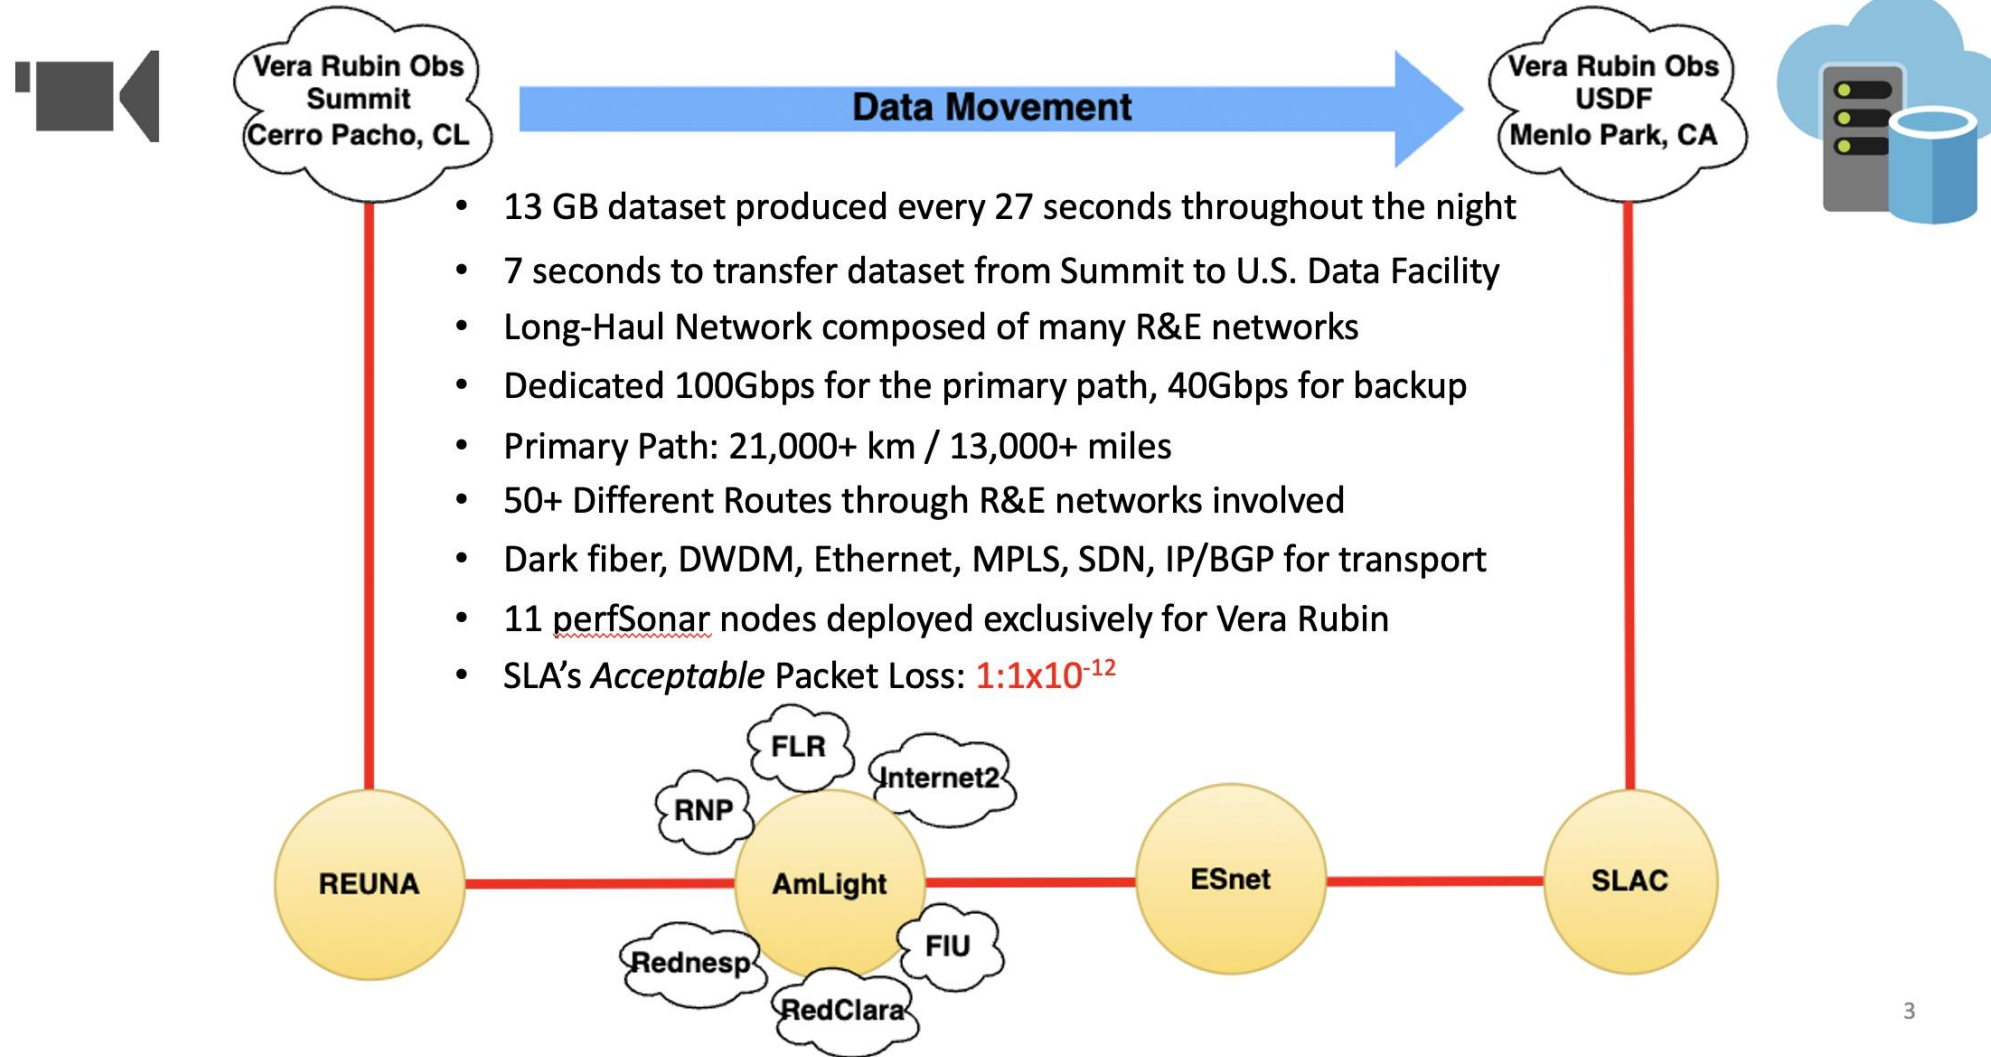 Vera Rubin Obs
Summit
Cerro Pacho, CL
Data Movement
Vera Rubin Obs
USDF
Menlo Park, CA
• 13 GB dataset produced every 27 seconds throughout the night
• 7 seconds to transfer dataset from Summit to U.S. Data Facility
• Long-Haul Network composed of many R&E networks
• Dedicated 100Gbps for the primary path, 40Gbps for backup
• Primary Path: 21,000+ km / 13,000+ miles
• 50+ Different Routes through R&E networks involved
• Dark fiber, DWDM, Ethernet, MPLS, SDN, IP/BGP for transport
• 11 perfSonar nodes deployed exclusively for Vera Rubin
• SLA’s Acceptable Packet Loss: 1:1x10⁻¹²
FLR
Internet2
RNP
REUNA
AmLight
ESnet
SLAC
FIU
Rednesp
RedClara
3